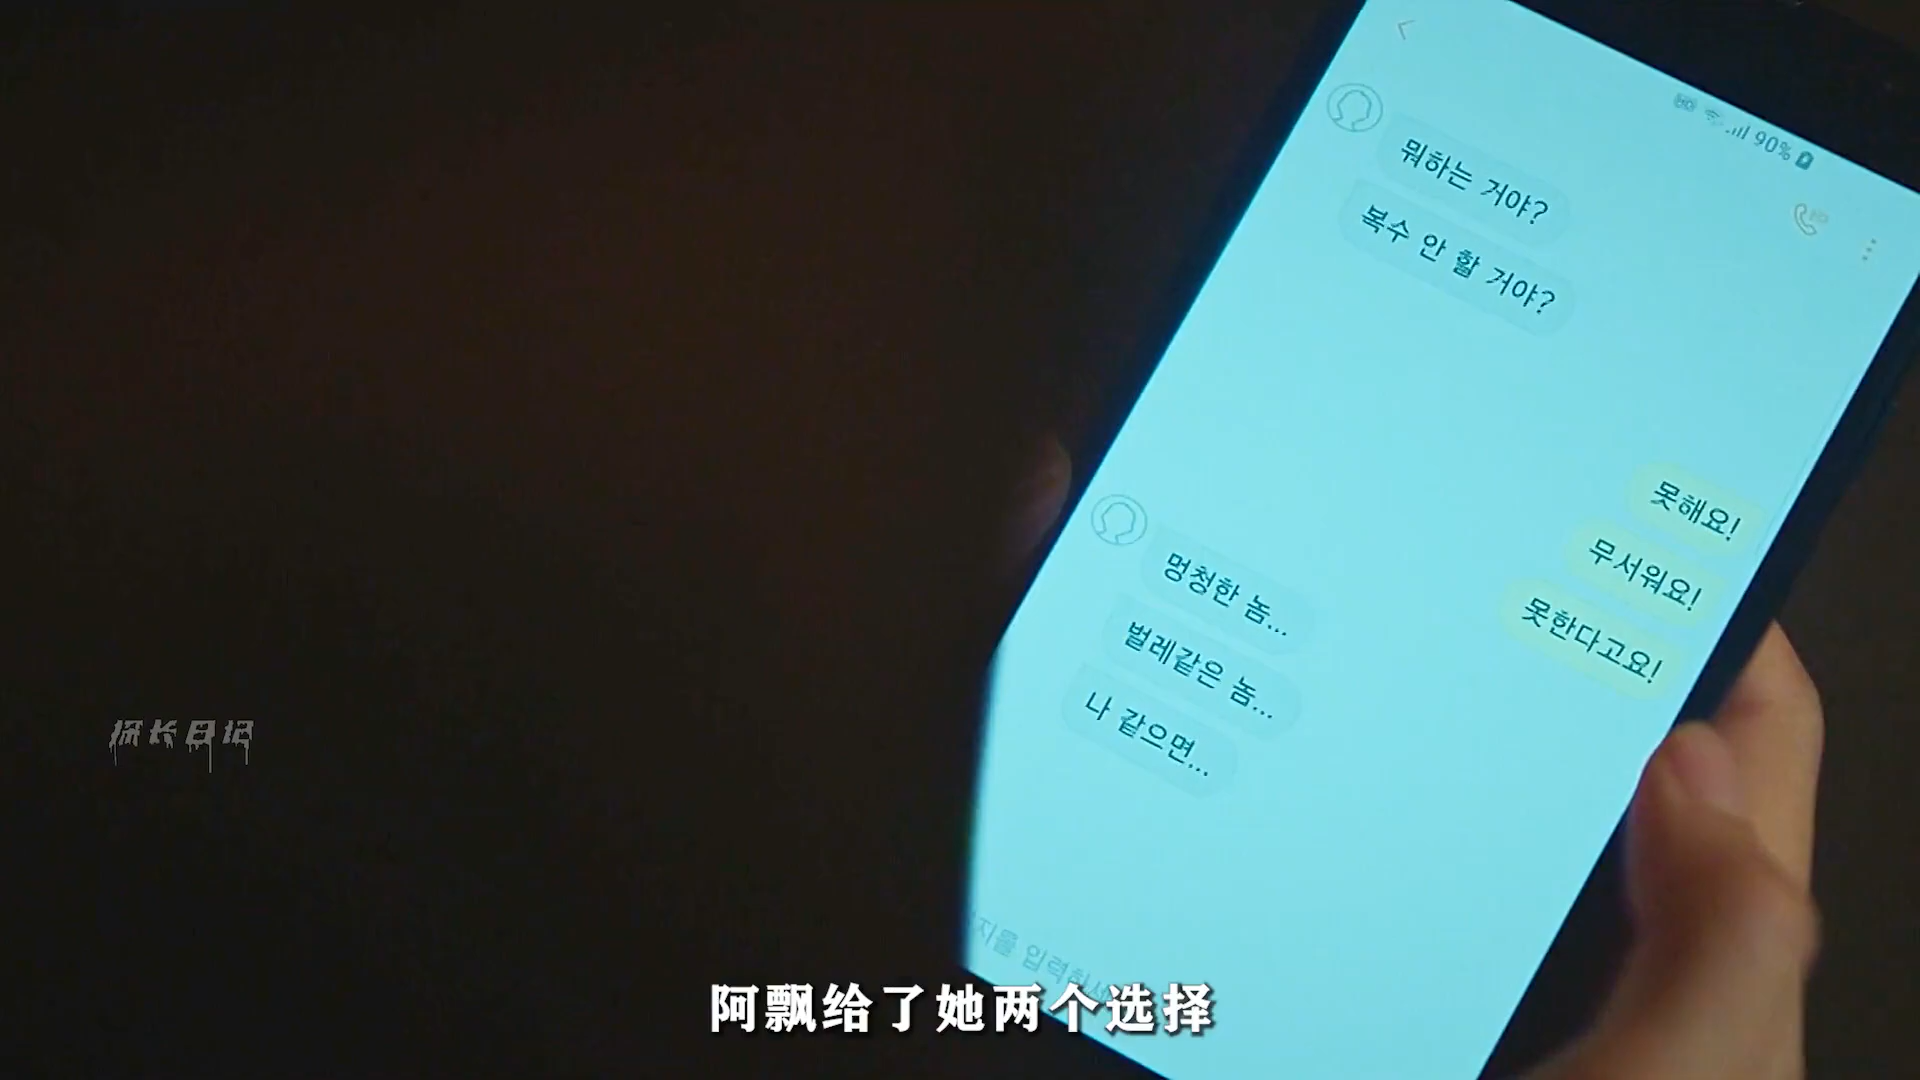 90%
뭐하는 거야?
복수 안 할 거야?
못해요!
무서워요!
못한다고요!
멍청한 놈...
벌레같은 놈...
나 같으면...
探长日记
阿飘给了她两个选择